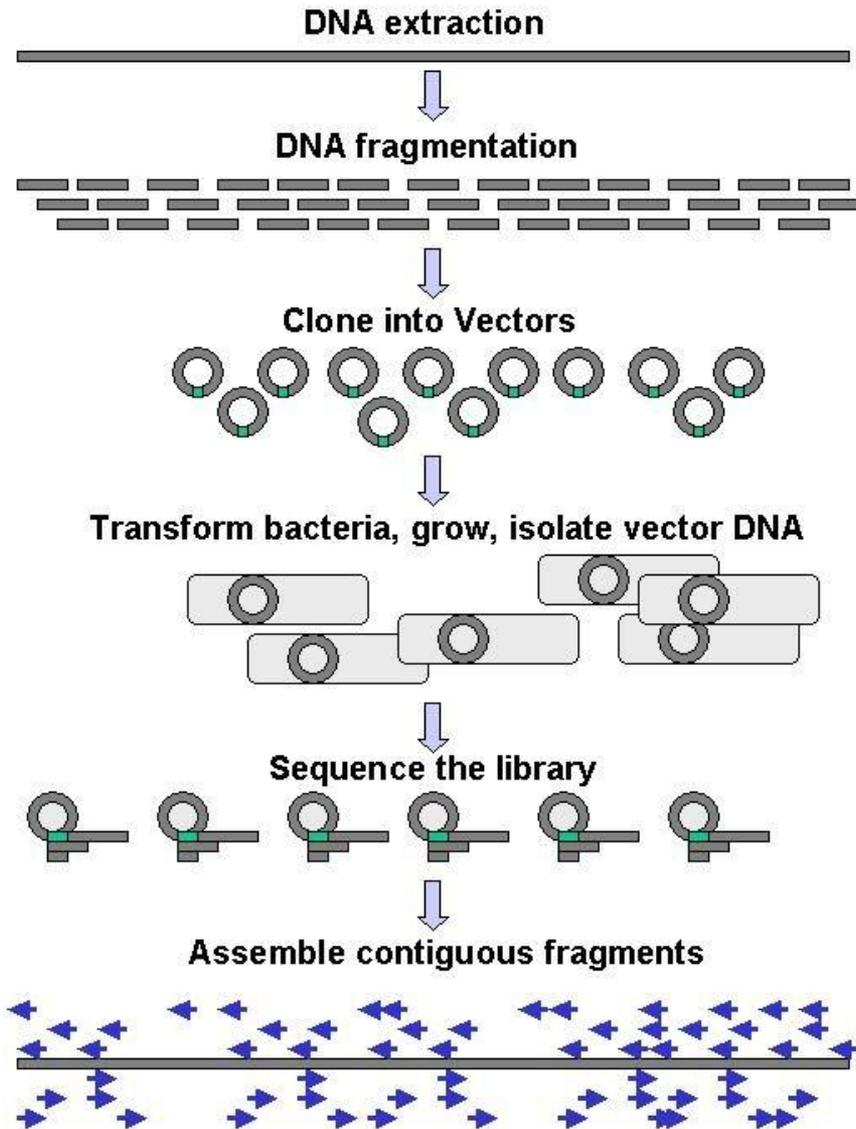 DNA extraction
DNA fragmentation
Clone into Vectors
Transform bacteria, grow, isolate vector DNA
Sequence the library
Assemble contiguous fragments